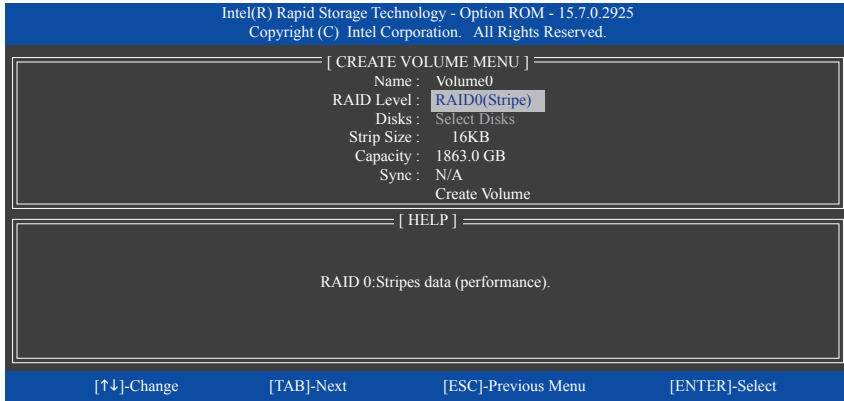 Intel(R) Rapid Storage Technology - Option ROM - 15.7.0.2925
Copyright (C) Intel Corporation. All Rights Reserved.
[ CREATE VOLUME MENU ]
Name : Volume0
RAID Level : RAID0(Stripe)
Disks : Select Disks
Strip Size : 16KB
Capacity : 1863.0 GB
Sync : N/A
Create Volume
[ HELP ]
RAID 0:Stripes data (performance).
[↑↓]-Change [TAB]-Next [ESC]-Previous Menu [ENTER]-Select